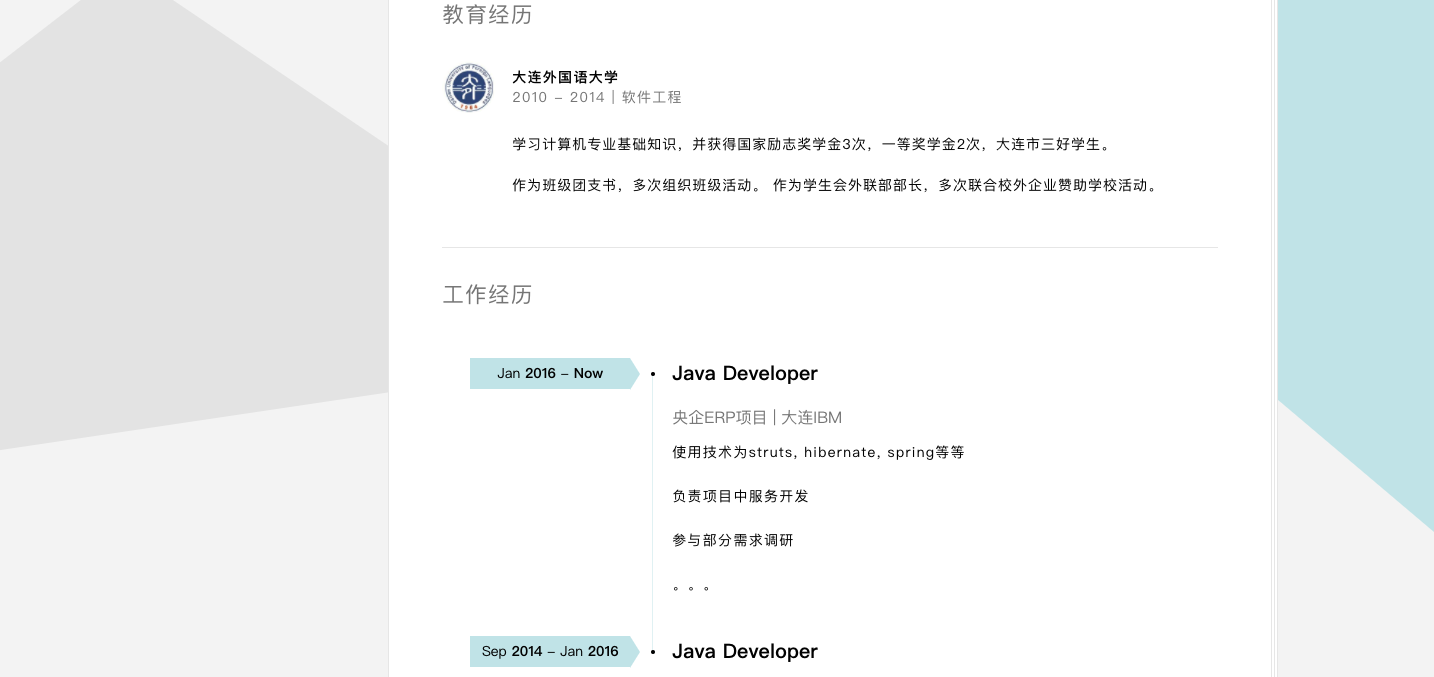 教育经历
大连外国语大学
2010 – 2014 | 软件工程
学习计算机专业基础知识，并获得国家励志奖学金3次，一等奖学金2次，大连市三好学生。
作为班级团支书，多次组织班级活动。 作为学生会外联部部长，多次联合校外企业赞助学校活动。
工作经历
Jan 2016 – Now
Java Developer
央企ERP项目 | 大连IBM
使用技术为struts, hibernate, spring等等
负责项目中服务开发
参与部分需求调研
。。。
Sep 2014 – Jan 2016
Java Developer